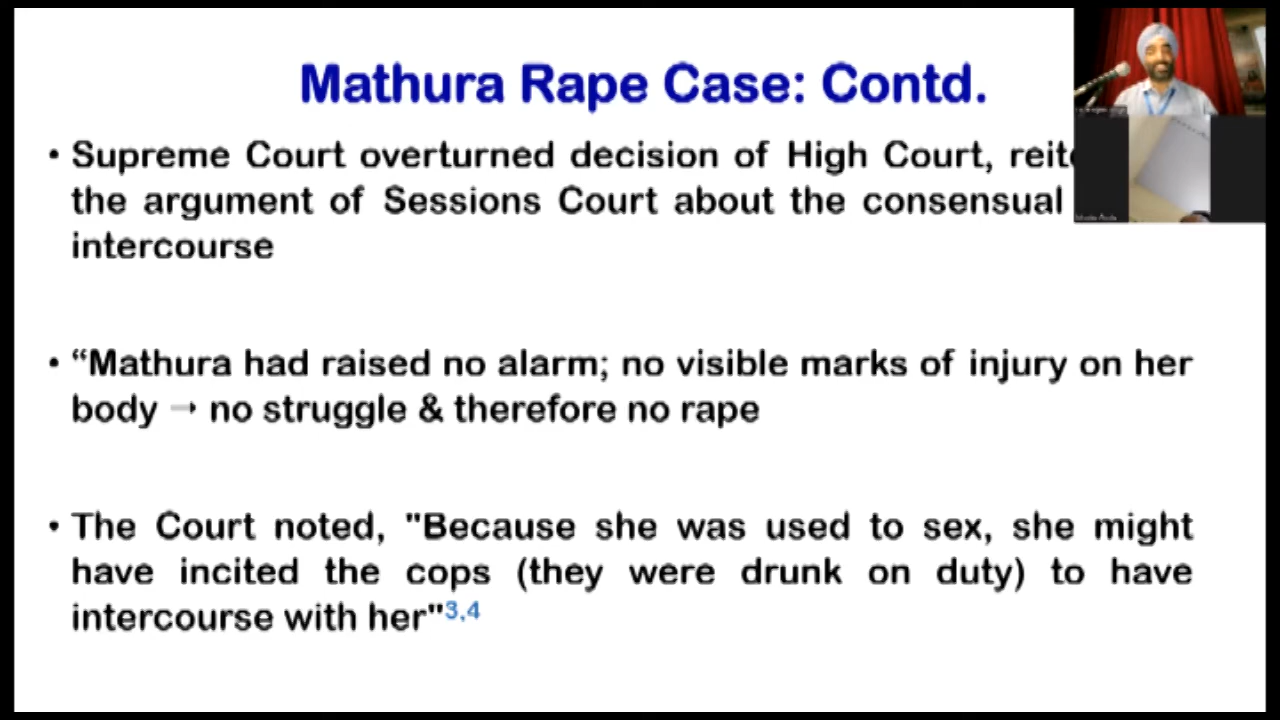 Mathura Rape Case: Contd.
• Supreme Court overturned decision of High Court,
the argument of Sessions Court about the consensual
intercourse
• “Mathura had raised no alarm; no visible marks of injury on her
body → no struggle & therefore no rape
• The Court noted, "Because she was used to sex, she might
have incited the cops (they were drunk on duty) to have
intercourse with her"3,4